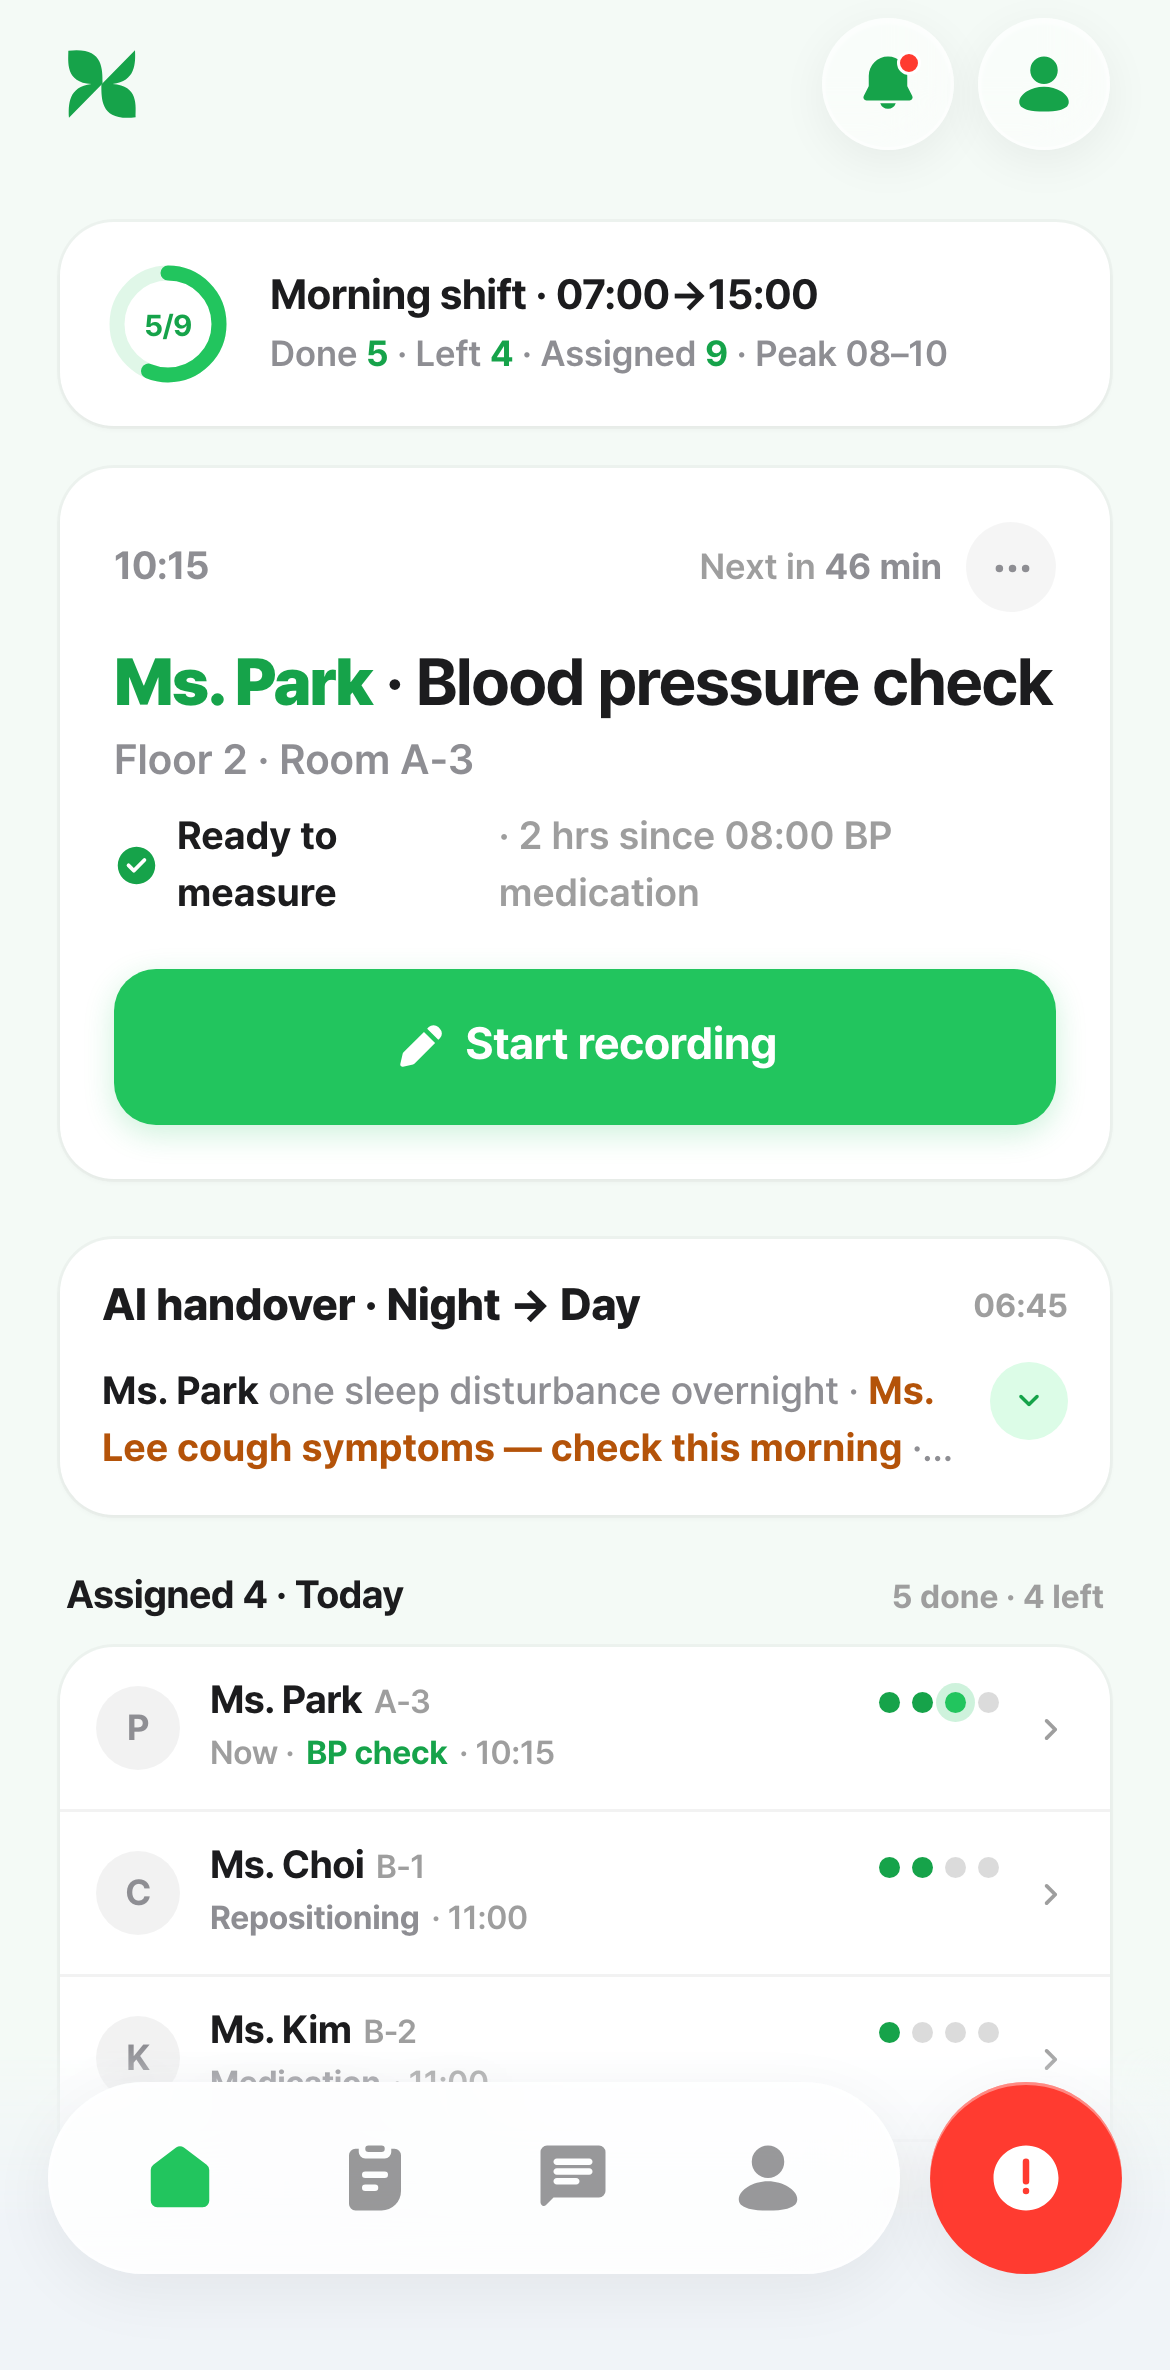 5/9
Morning shift · 07:00→15:00
Done 5 · Left 4 · Assigned 9 · Peak 08–10
10:15
Next in 46 min
Ms. Park · Blood pressure check
Floor 2 · Room A-3
Ready to measure
· 2 hrs since 08:00 BP medication
Start recording
AI handover · Night → Day
06:45
Ms. Park one sleep disturbance overnight · Ms.
Lee cough symptoms — check this morning ·...
Assigned 4 · Today
5 done · 4 left
P
Ms. Park A-3
Now · BP check · 10:15
C
Ms. Choi B-1
Repositioning · 11:00
K
Ms. Kim B-2
Medication · 11:00